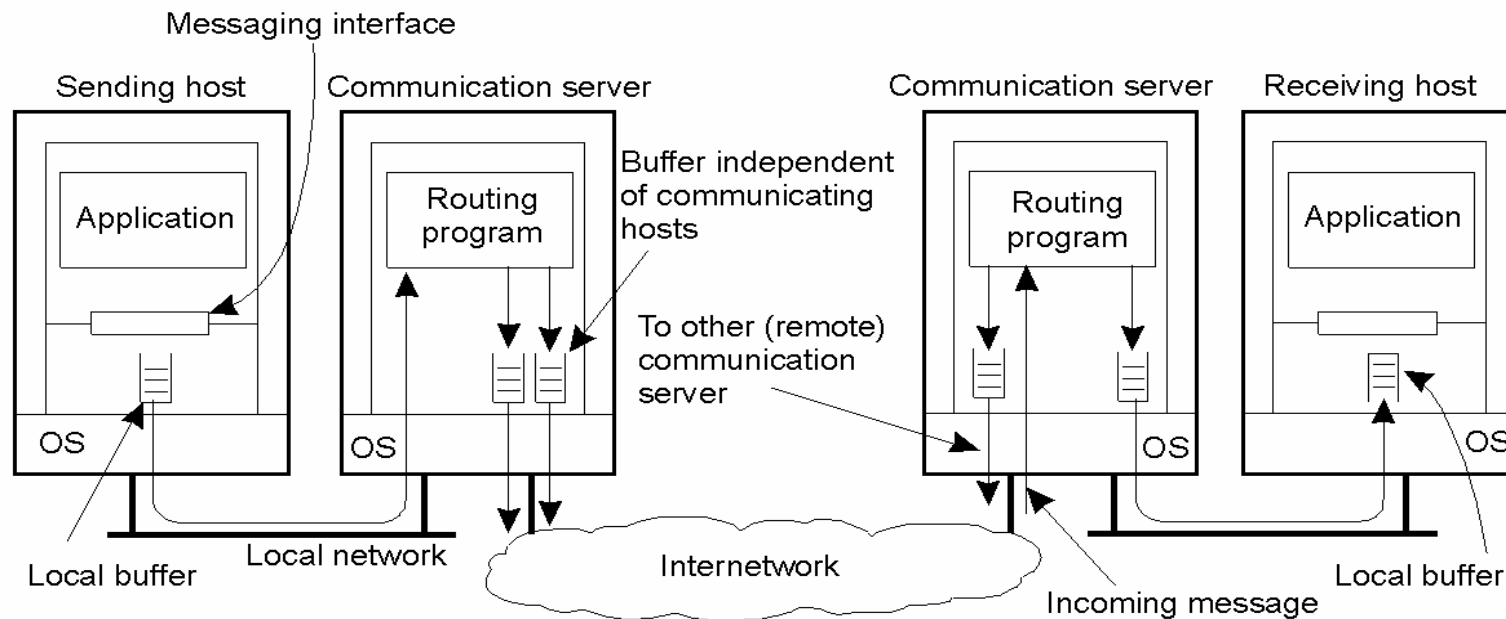 Messaging interface
Sending host
Communication server
Communication server
Receiving host
Buffer independent
of communicating
hosts
Application
Routing
program
Routing
program
Application
To other (remote)
communication
server
OS
OS
OS
OS
Local network
Local buffer
Internetwork
Incoming message
Local buffer